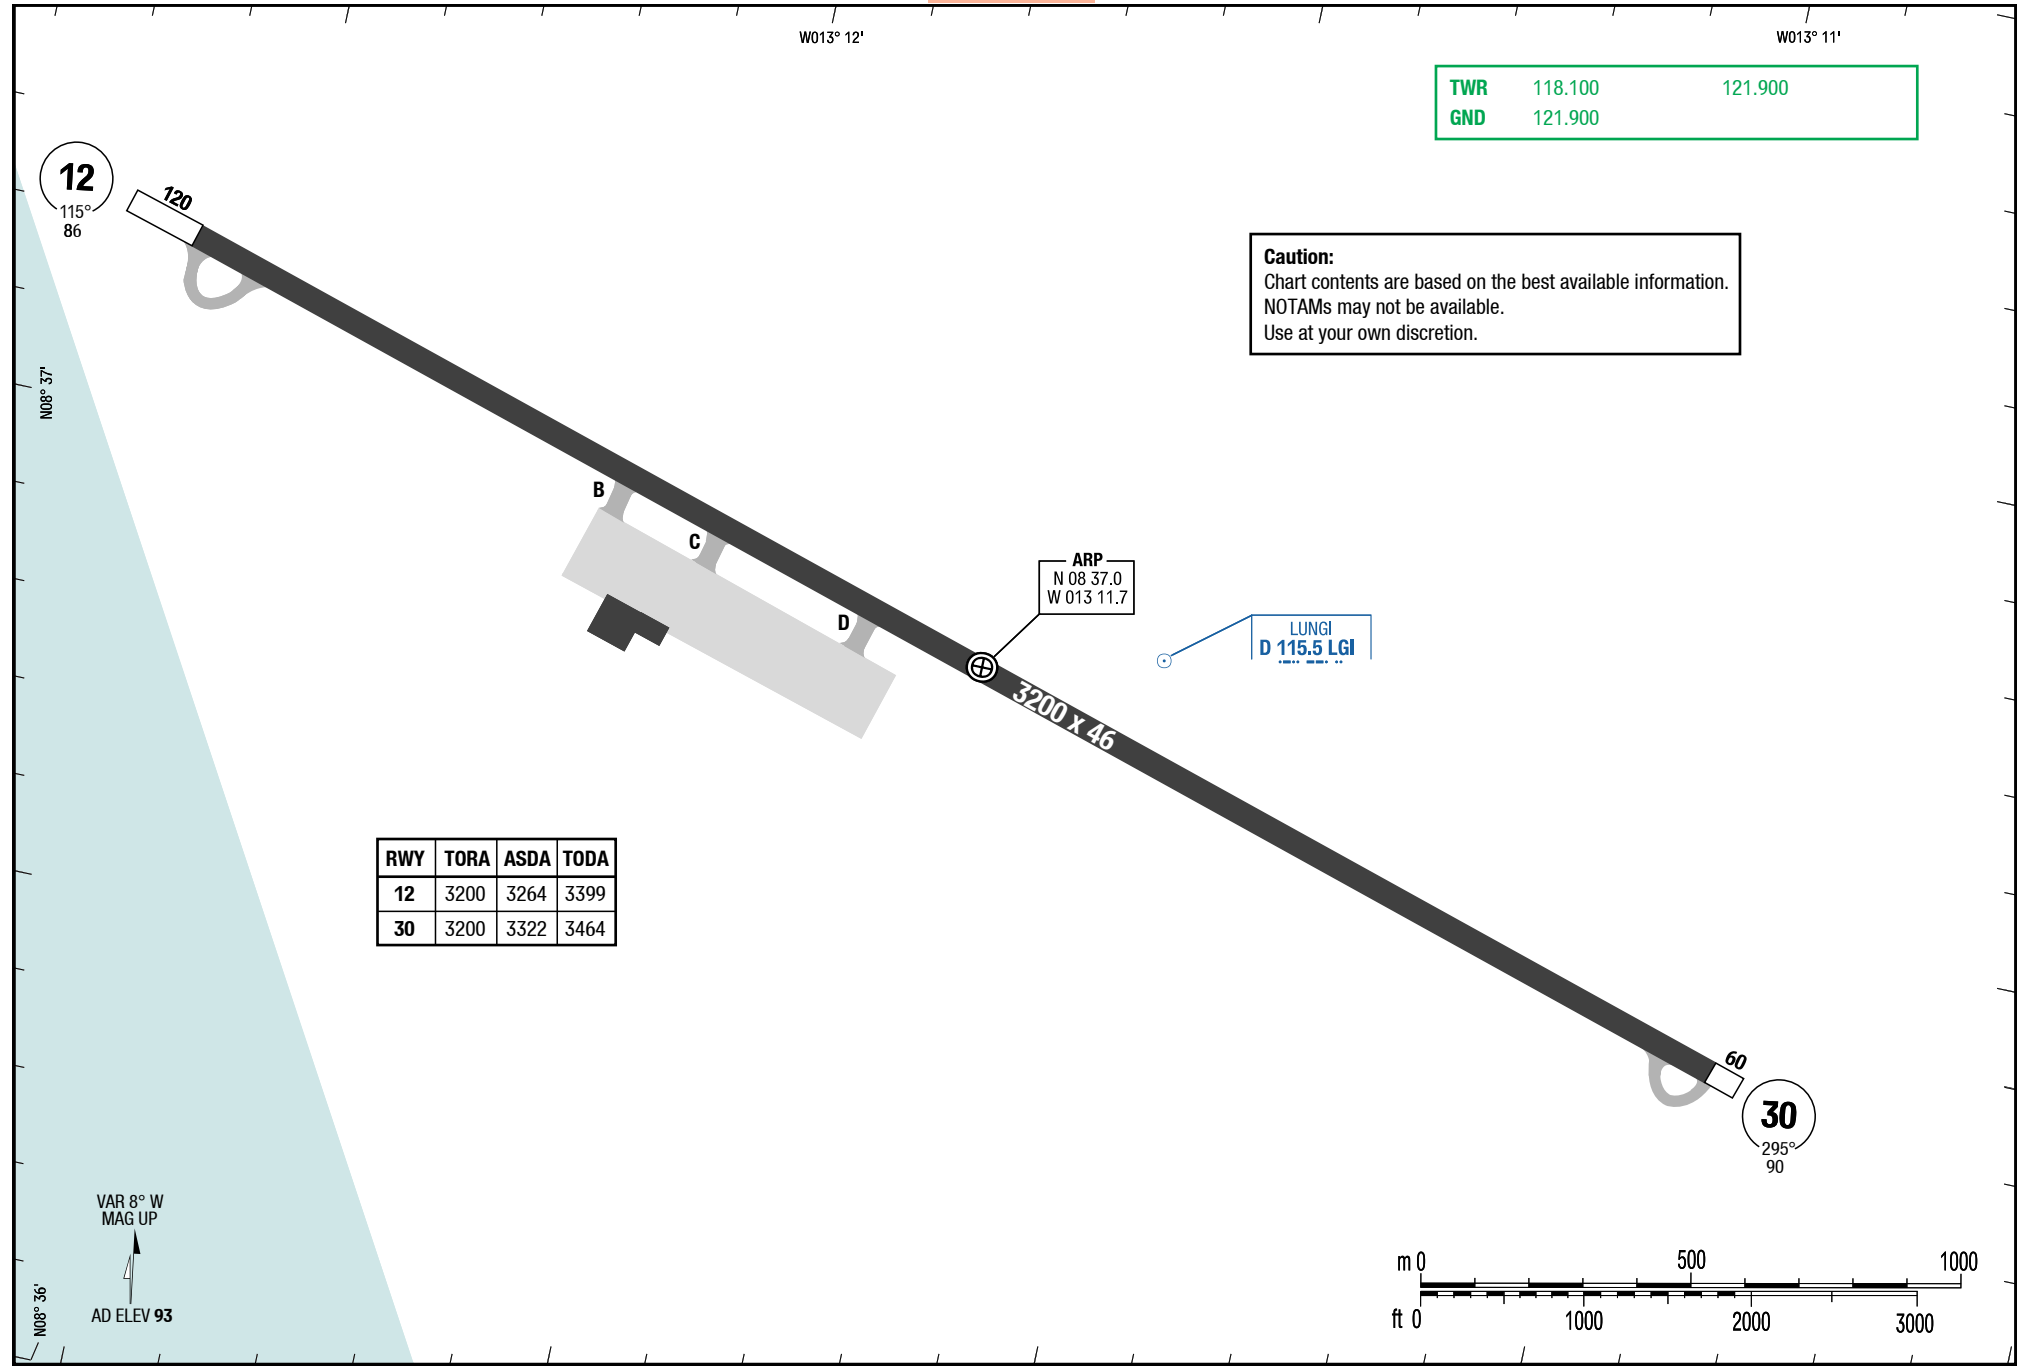 W013° 12'
W013° 11'
TWR 118.100 121.900
GND 121.900
12
115°
86
120
Caution:
Chart contents are based on the best available information.
NOTAMs may not be available.
Use at your own discretion.
N08° 37'
B
C
D
ARP
N 08 37.0
W 013 11.7
LUNGI
D 115.5 LGI
3200 x 46
RWY TORA ASDA TODA
12 3200 3264 3399
30 3200 3322 3464
60
30
295°
90
VAR 8° W
MAG UP
AD ELEV 93
N08° 36'
m 0 500 1000
ft 0 1000 2000 3000